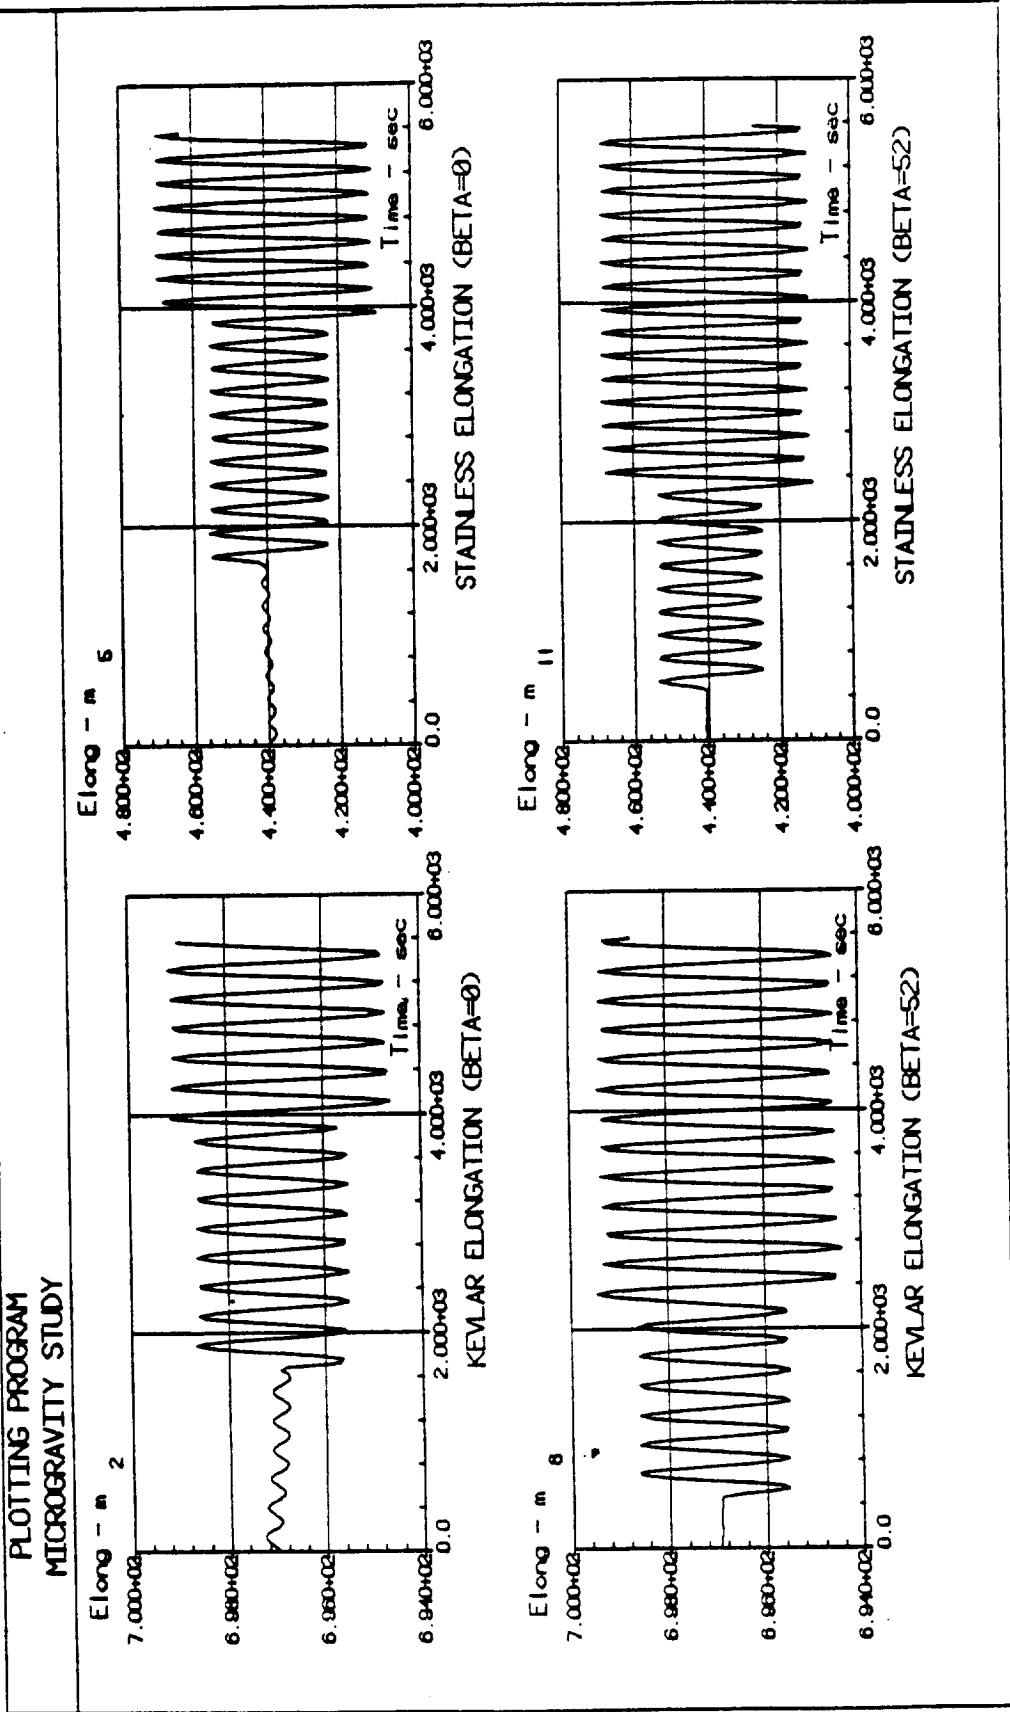 PLOTTING PROGRAM
MICROGRAVITY STUDY
Elong - m 2
7.000+02
6.980+02
6.960+02
6.940+02
0.0
2.000+03
4.000+03
6.000+03
Time - sec
KEVLAR ELONGATION (BETA=0)
Elong - m 5
4.800+02
4.600+02
4.400+02
4.200+02
4.000+02
0.0
2.000+03
4.000+03
6.000+03
Time - sec
STAINLESS ELONGATION (BETA=0)
Elong - m 8
7.000+02
6.980+02
6.960+02
6.940+02
0.0
2.000+03
4.000+03
6.000+03
Time - sec
KEVLAR ELONGATION (BETA=52)
Elong - m 11
4.800+02
4.600+02
4.400+02
4.200+02
4.000+02
0.0
2.000+03
4.000+03
6.000+03
Time - sec
STAINLESS ELONGATION (BETA=52)